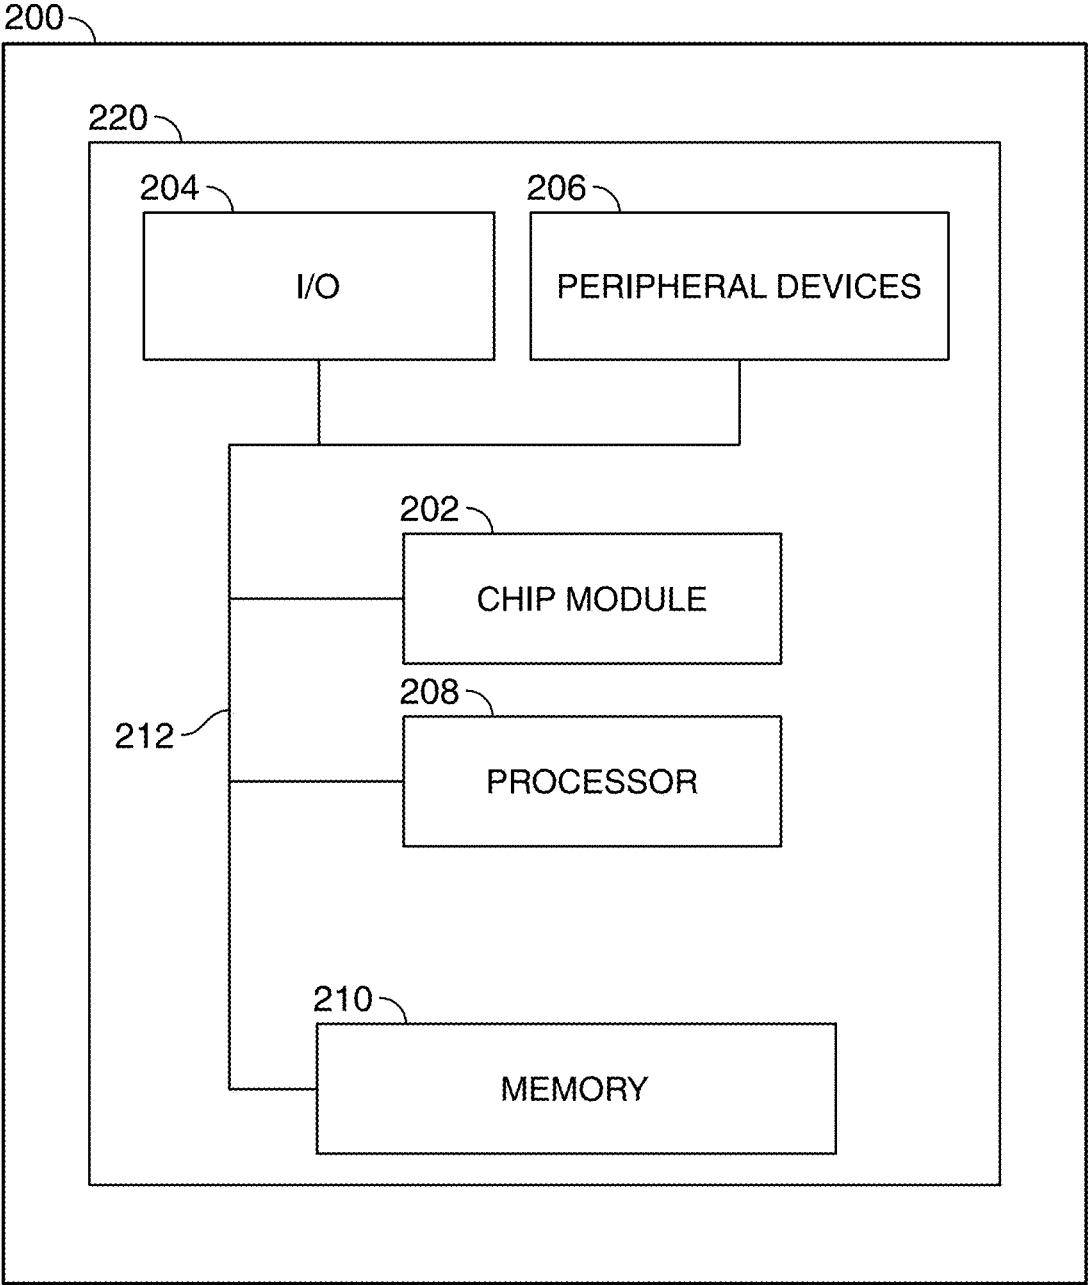 200
220
204
206
I/O
PERIPHERAL DEVICES
202
CHIP MODULE
208
212
PROCESSOR
210
MEMORY